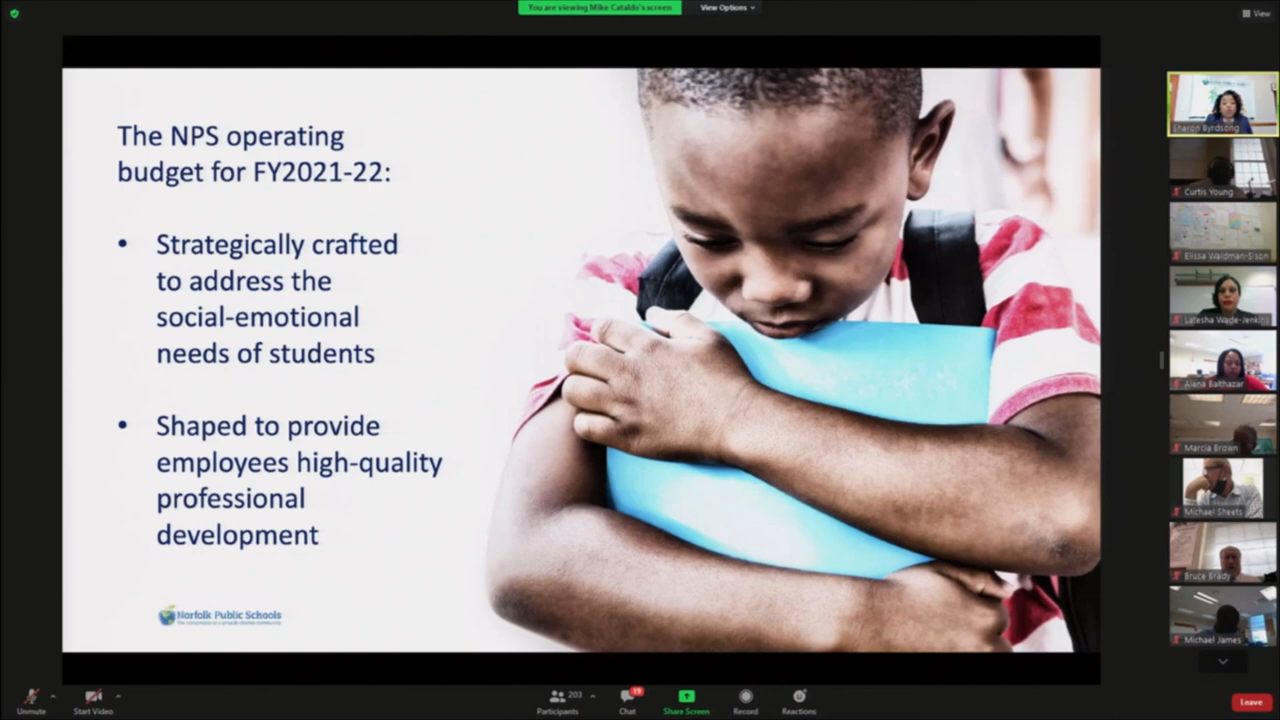 You are viewing Mike Cataldo's screen
View Options
View
The NPS operating
budget for FY2021-22:
• Strategically crafted
to address the
social-emotional
needs of students
• Shaped to provide
employees high-quality
professional
development
Norfolk Public Schools
Sharon Byrdsong
Curtis Young
Elissa Waldman-Sison
Latesha Wade-Jenkins
Alana Balthazar
Marcia Brown
Michael Sheets
Bruce Brady
Michael James
Unmute
Start Video
203
Participants
19
Chat
Share Screen
Record
Reactions
Leave